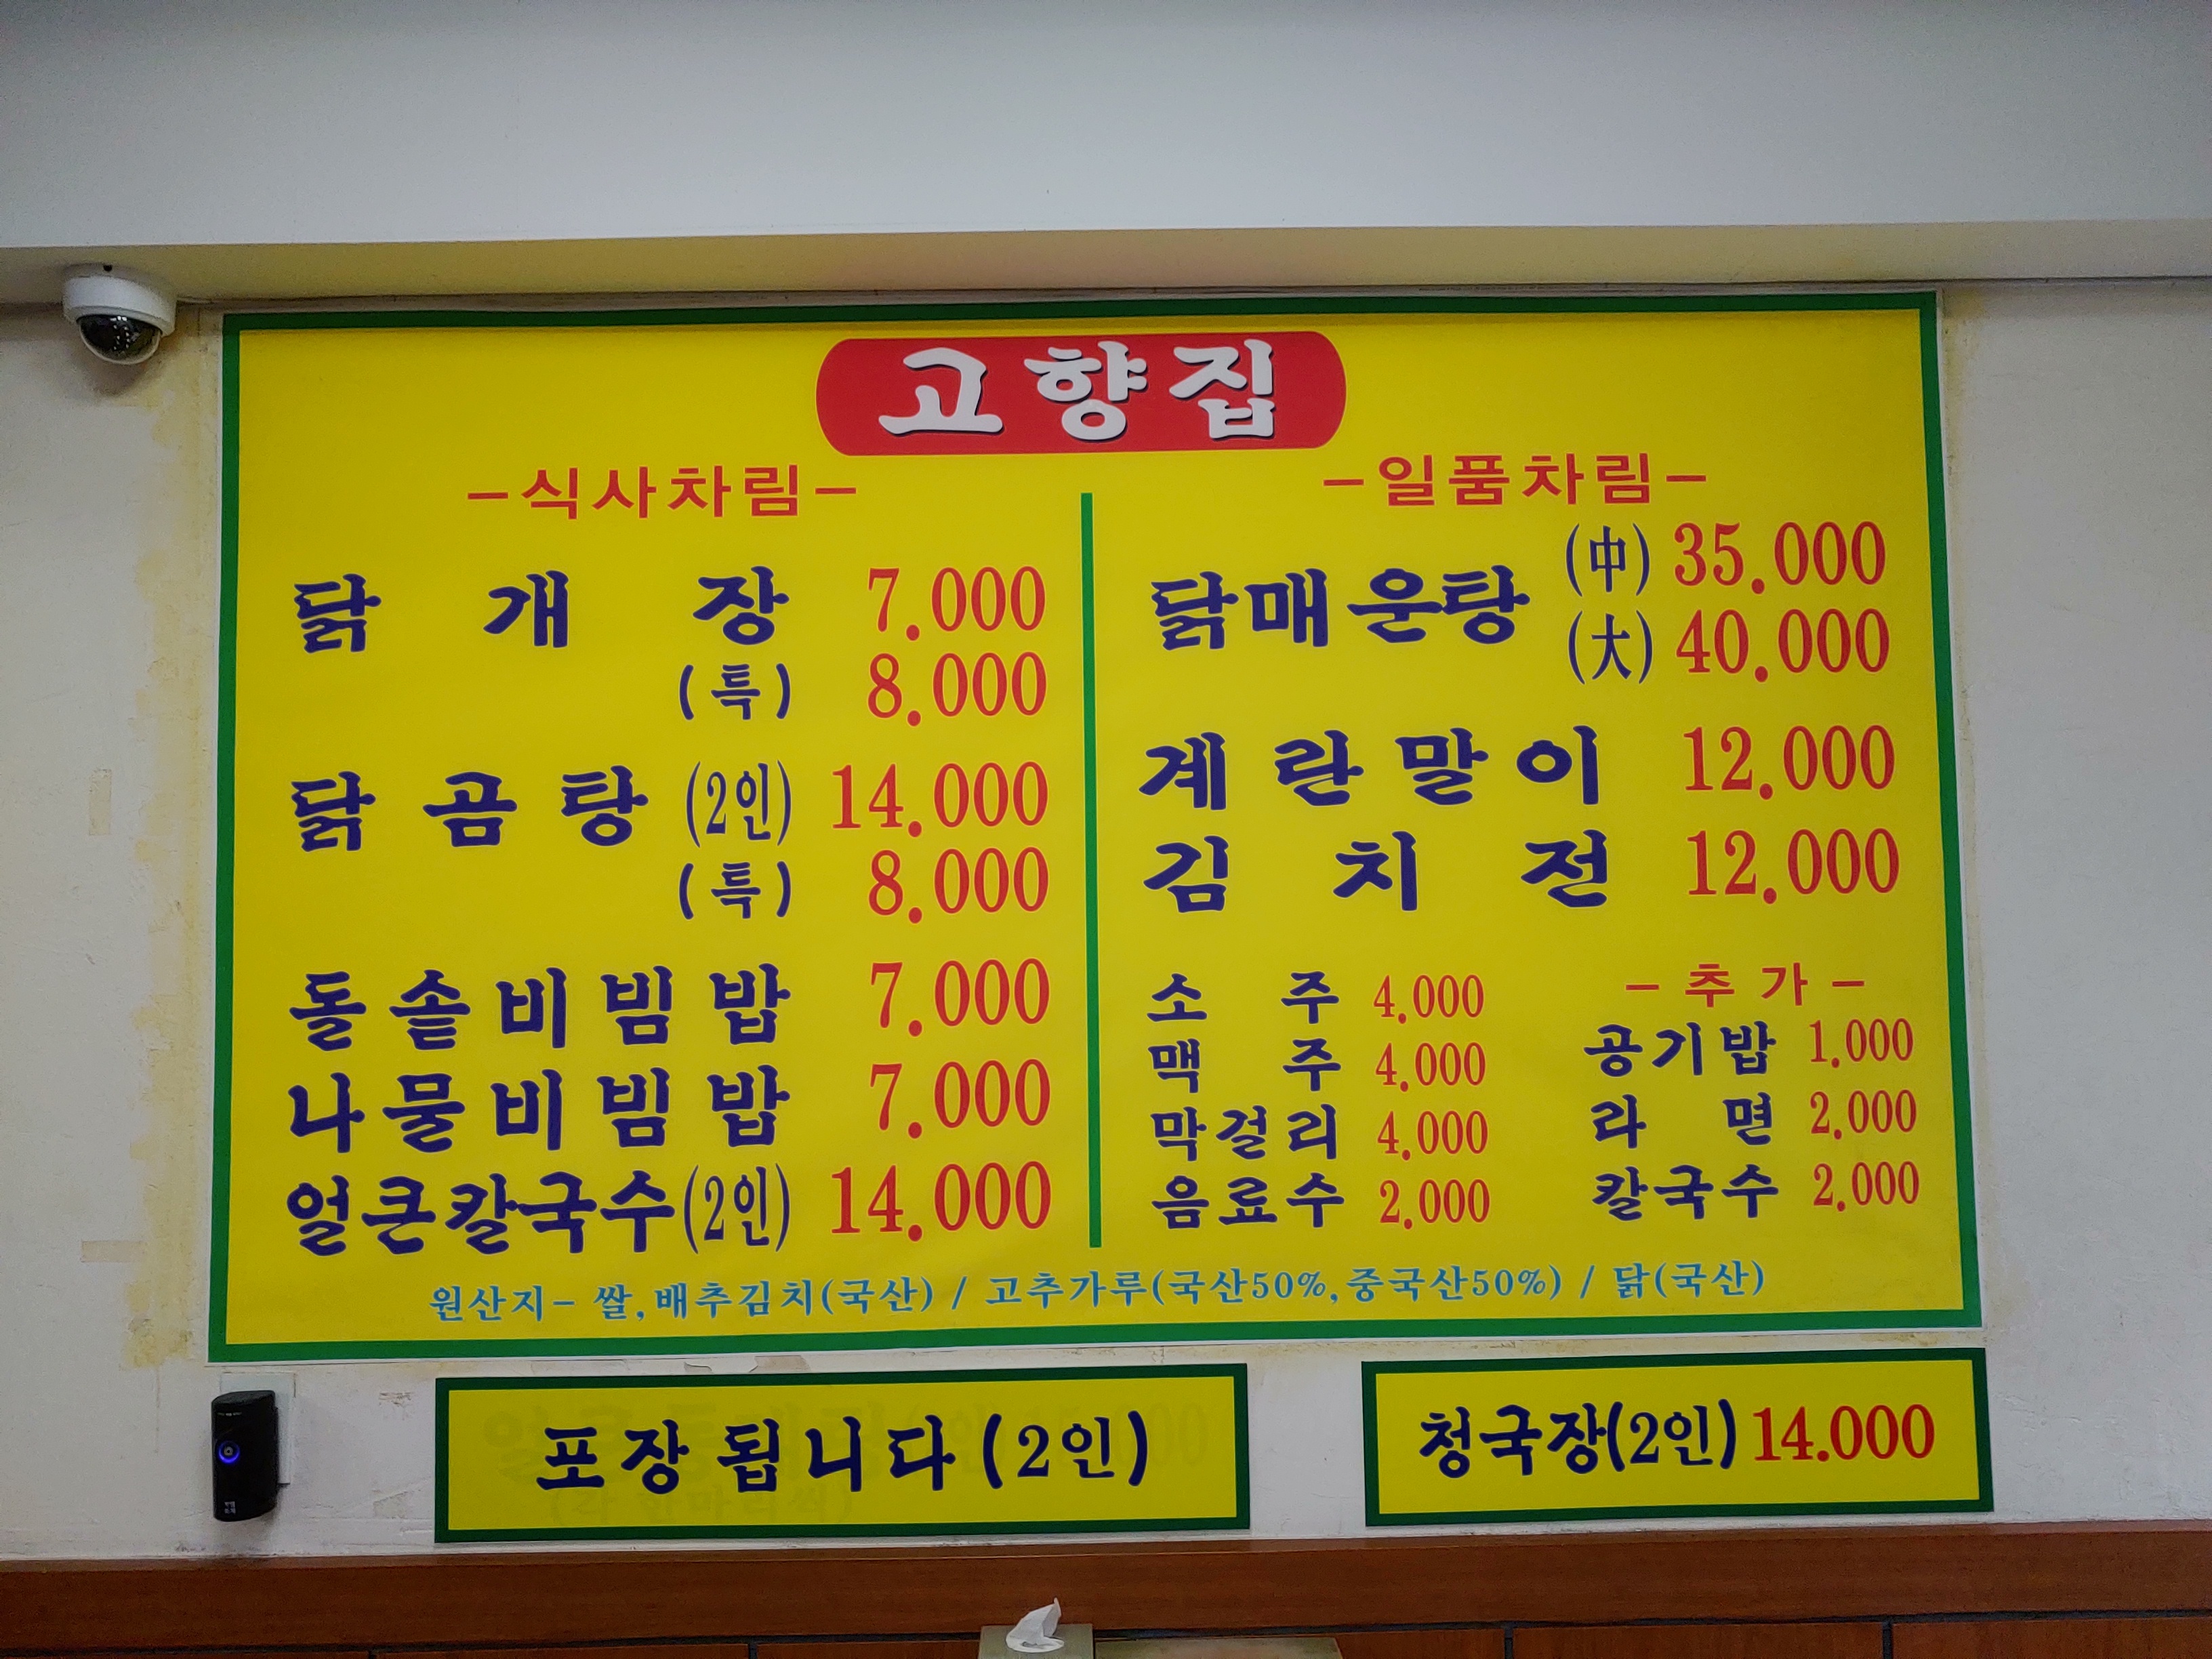 고향집
-식사차림-
닭개장 7.000
(특) 8.000
닭곰탕 (2인) 14.000
(특) 8.000
돌솥비빔밥 7.000
나물비빔밥 7.000
얼큰칼국수(2인) 14.000
-일품차림-
닭매운탕 (中) 35.000
(大) 40.000
계란말이 12.000
김치전 12.000
소주 4.000
맥주 4.000
막걸리 4.000
음료수 2.000
-추가-
공기밥 1.000
라면 2.000
칼국수 2.000
원산지- 쌀,배추김치(국산) / 고추가루(국산50%,중국산50%) / 닭(국산)
포장됩니다(2인)
청국장(2인) 14.000